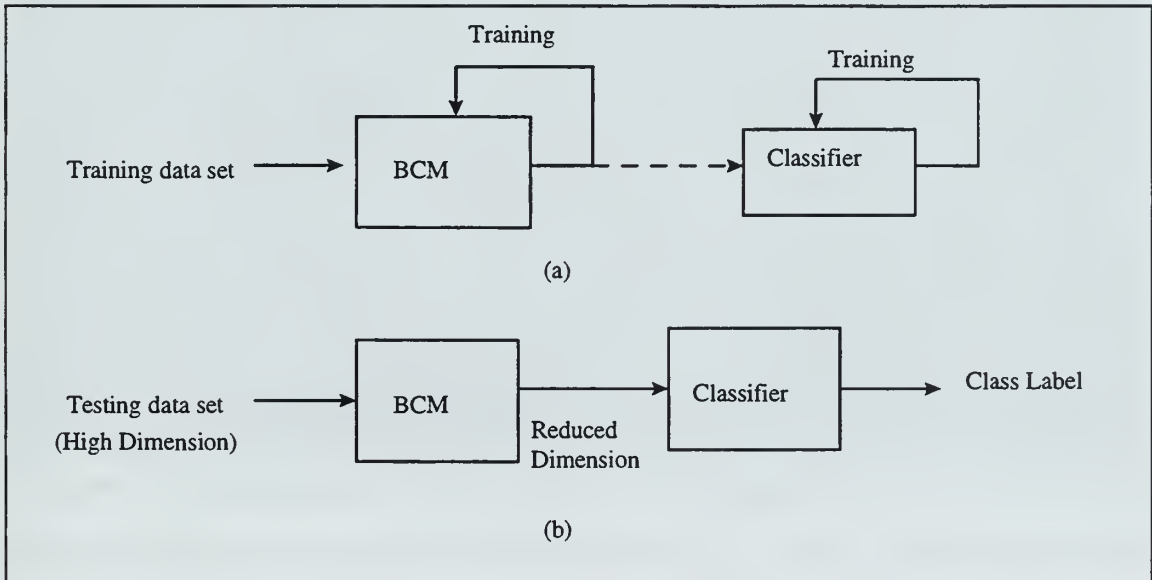 Training
Training
Training data set
BCM
Classifier
(a)
Testing data set
(High Dimension)
BCM
Reduced
Dimension
Classifier
Class Label
(b)